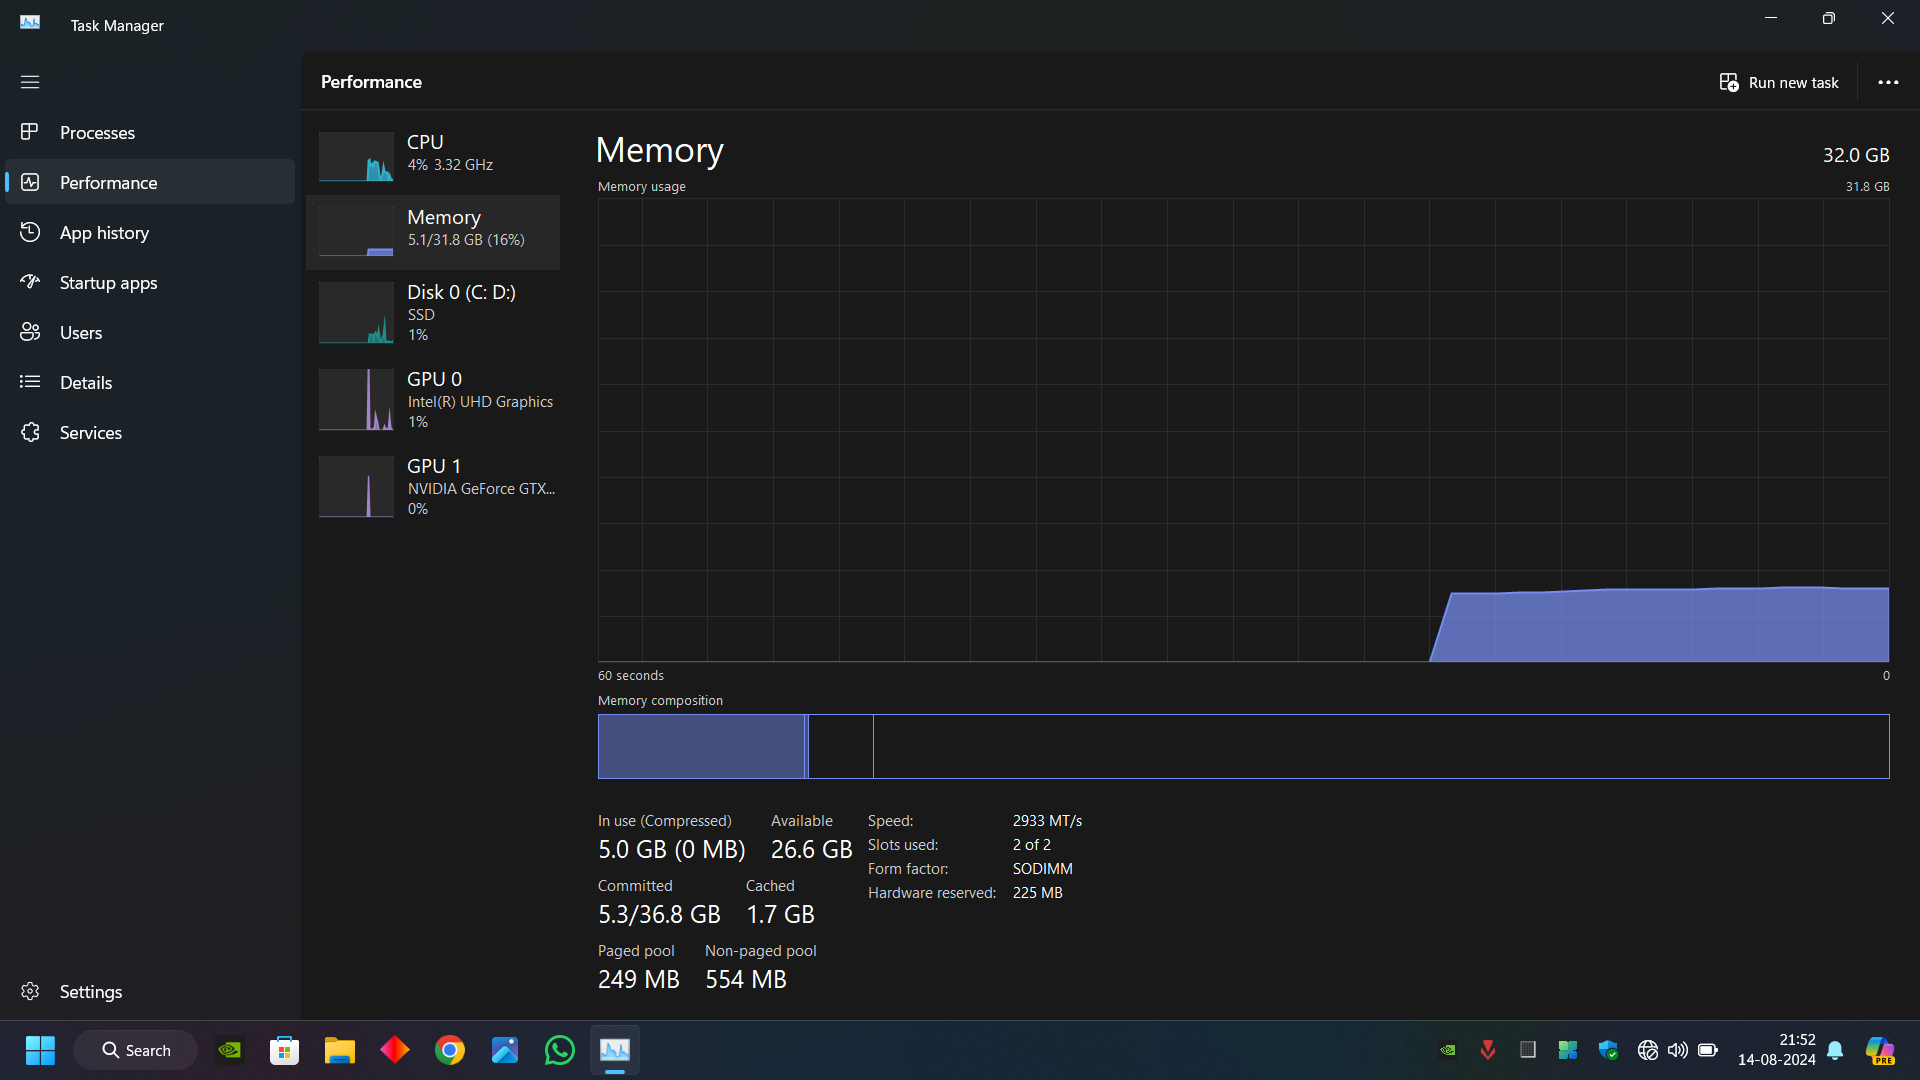 Task Manager
Performance
Run new task
Processes
Performance
App history
Startup apps
Users
Details
Services
Settings
CPU
4% 3.32 GHz
Memory
5.1/31.8 GB (16%)
Disk 0 (C: D:)
SSD
1%
GPU 0
Intel(R) UHD Graphics
1%
GPU 1
NVIDIA GeForce GTX...
0%
Memory
32.0 GB
Memory usage
31.8 GB
60 seconds
0
Memory composition
In use (Compressed)
5.0 GB (0 MB)
Available
26.6 GB
Committed
5.3/36.8 GB
Cached
1.7 GB
Paged pool
249 MB
Non-paged pool
554 MB
Speed: 2933 MT/s
Slots used: 2 of 2
Form factor: SODIMM
Hardware reserved: 225 MB
Search
21:52
14-08-2024
PRE